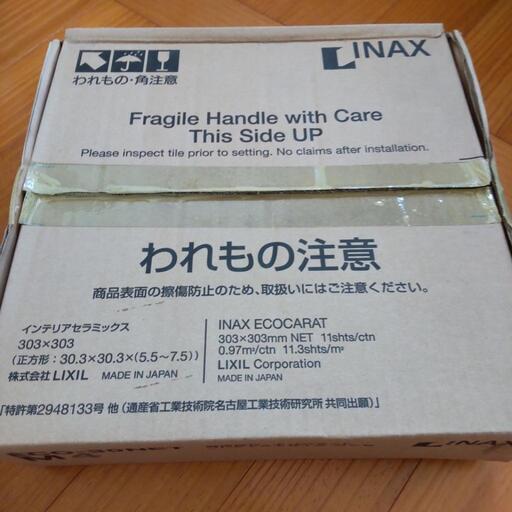 INAX
われもの・角注意
Fragile Handle with Care
This Side UP
Please inspect tile prior to setting. No claims after installation.
われもの注意
商品表面の擦傷防止のため、取扱いにはご注意ください。
インテリアセラミックス
303×303
(正方形:30.3×30.3×(5.5~7.5))
株式会社 LIXIL MADE IN JAPAN
INAX ECOCARAT
303×303mm NET 11shts/ctn
0.97m²/ctn 11.3shts/m²
LIXIL Corporation
MADE IN JAPAN
「特許第2948133号 他(通産省工業技術院名古屋工業技術研究所 共同出願)」
INAX